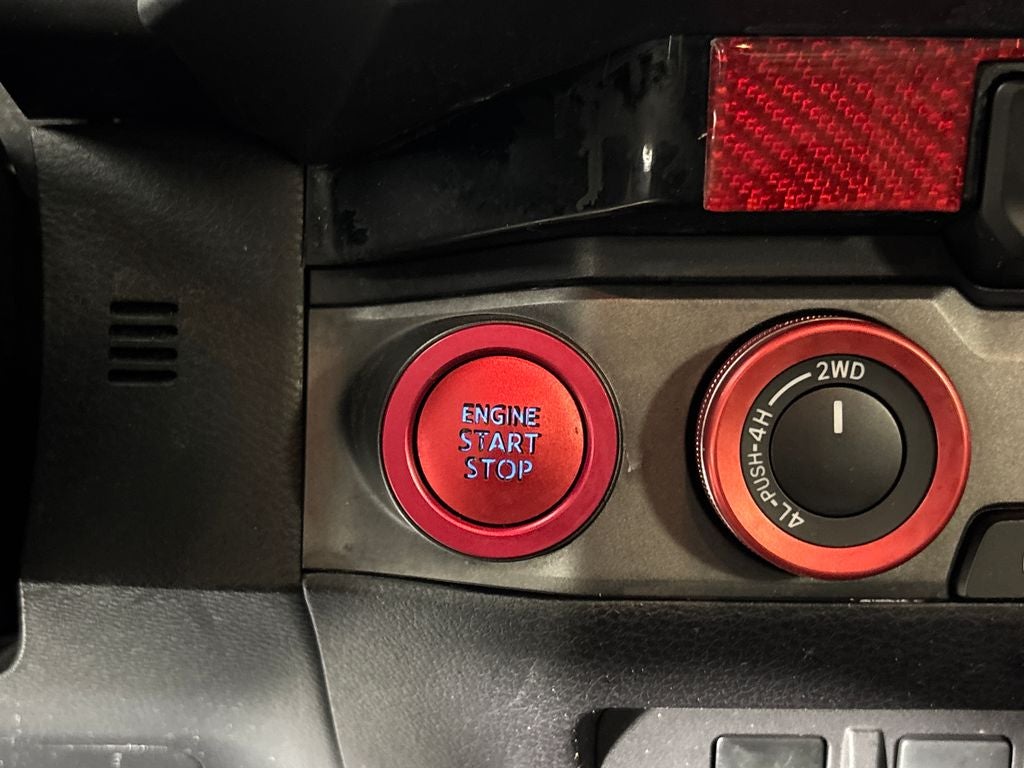 ENGINE
START
STOP
2WD
4L-PUSH-4H